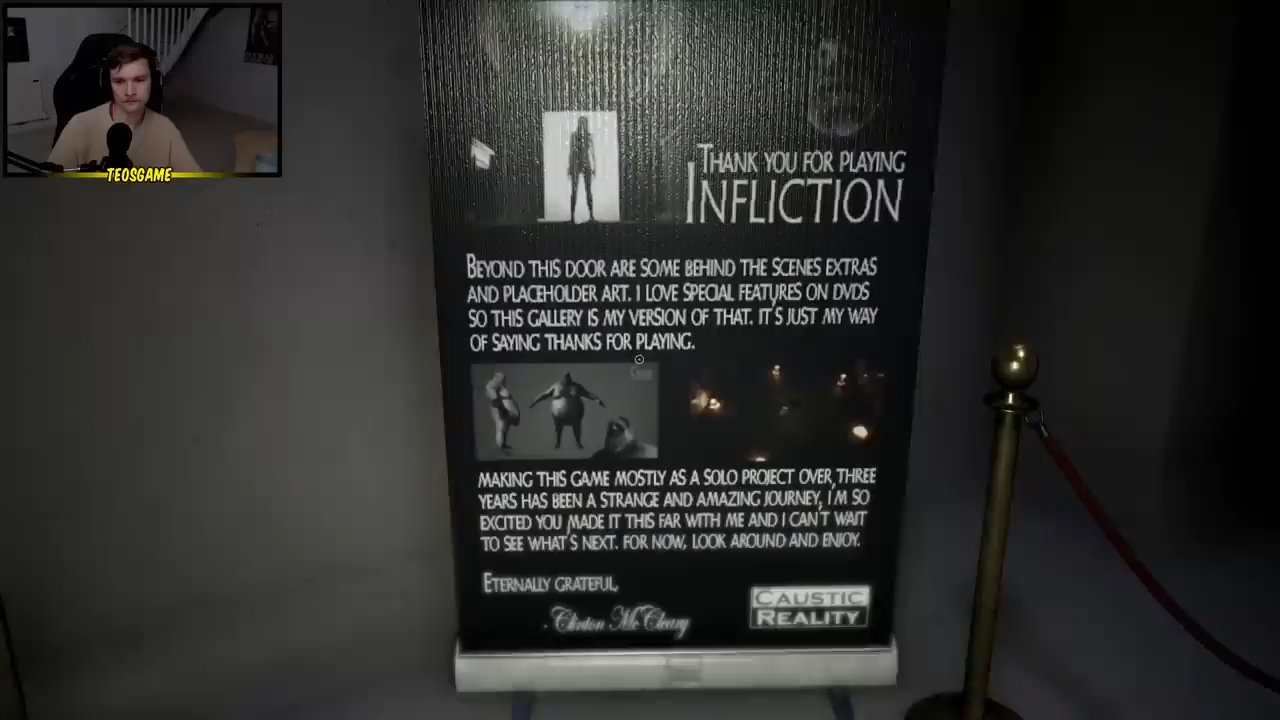 TEOSGAME
THANK YOU FOR PLAYING
INFLICTION
BEYOND THIS DOOR ARE SOME BEHIND THE SCENES EXTRAS
AND PLACEHOLDER ART. I LOVE SPECIAL FEATURES ON DVDS
SO THIS GALLERY IS MY VERSION OF THAT. IT'S JUST MY WAY
OF SAYING THANKS FOR PLAYING.
MAKING THIS GAME MOSTLY AS A SOLO PROJECT OVER THREE
YEARS HAS BEEN A STRANGE AND AMAZING JOURNEY, I'M SO
EXCITED YOU MADE IT THIS FAR WITH ME AND I CAN'T WAIT
TO SEE WHAT'S NEXT. FOR NOW, LOOK AROUND AND ENJOY.
ETERNALLY GRATEFUL,
- Clinton McCleary
CAUSTIC
REALITY